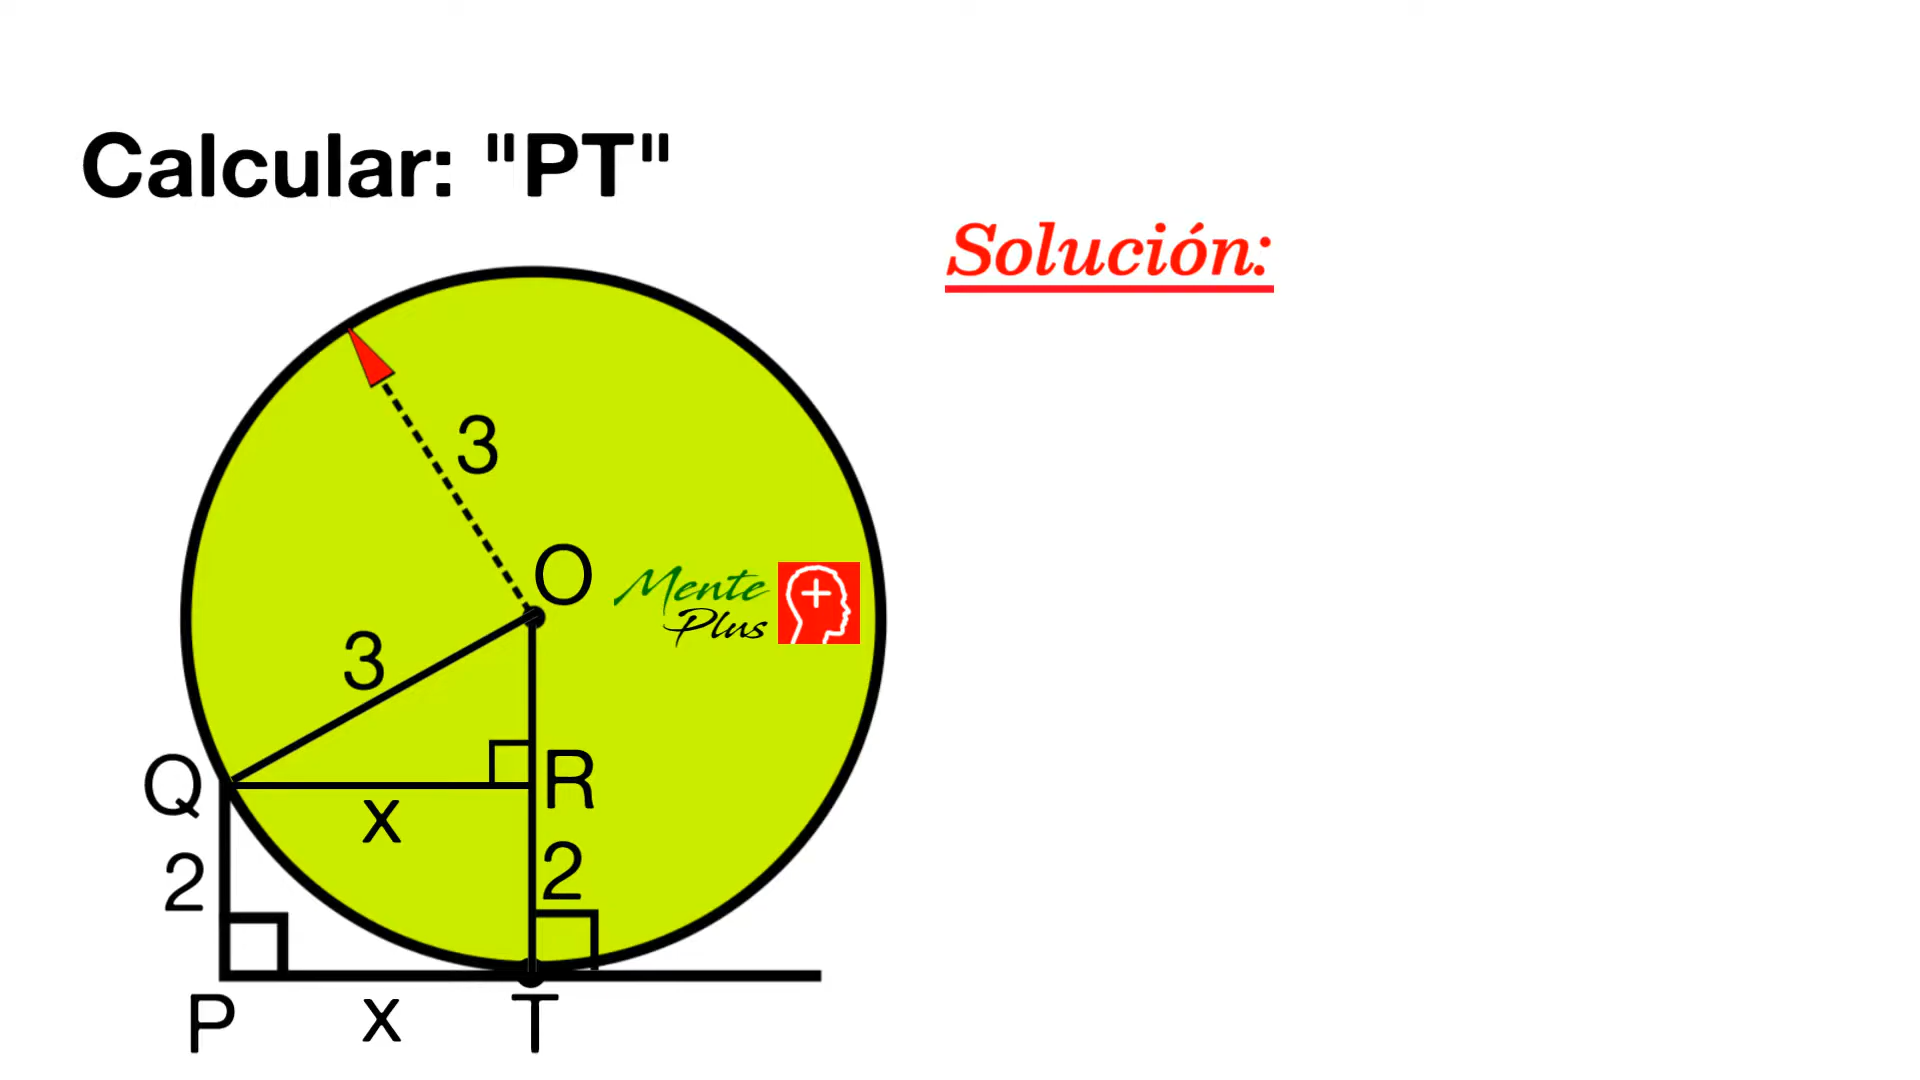 Calcular: "PT"
Solución:
3
O
Mente
Plus
3
Q
R
x
2
2
P
x
T